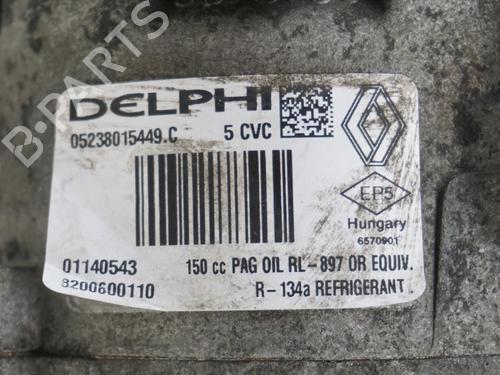 B-PARTS
DELPHI
05238015449.C 5 CVC
EP5
Hungary
6570901
01140543 150 cc PAG OIL RL-897 OR EQUIV.
8200600110 R-134a REFRIGERANT